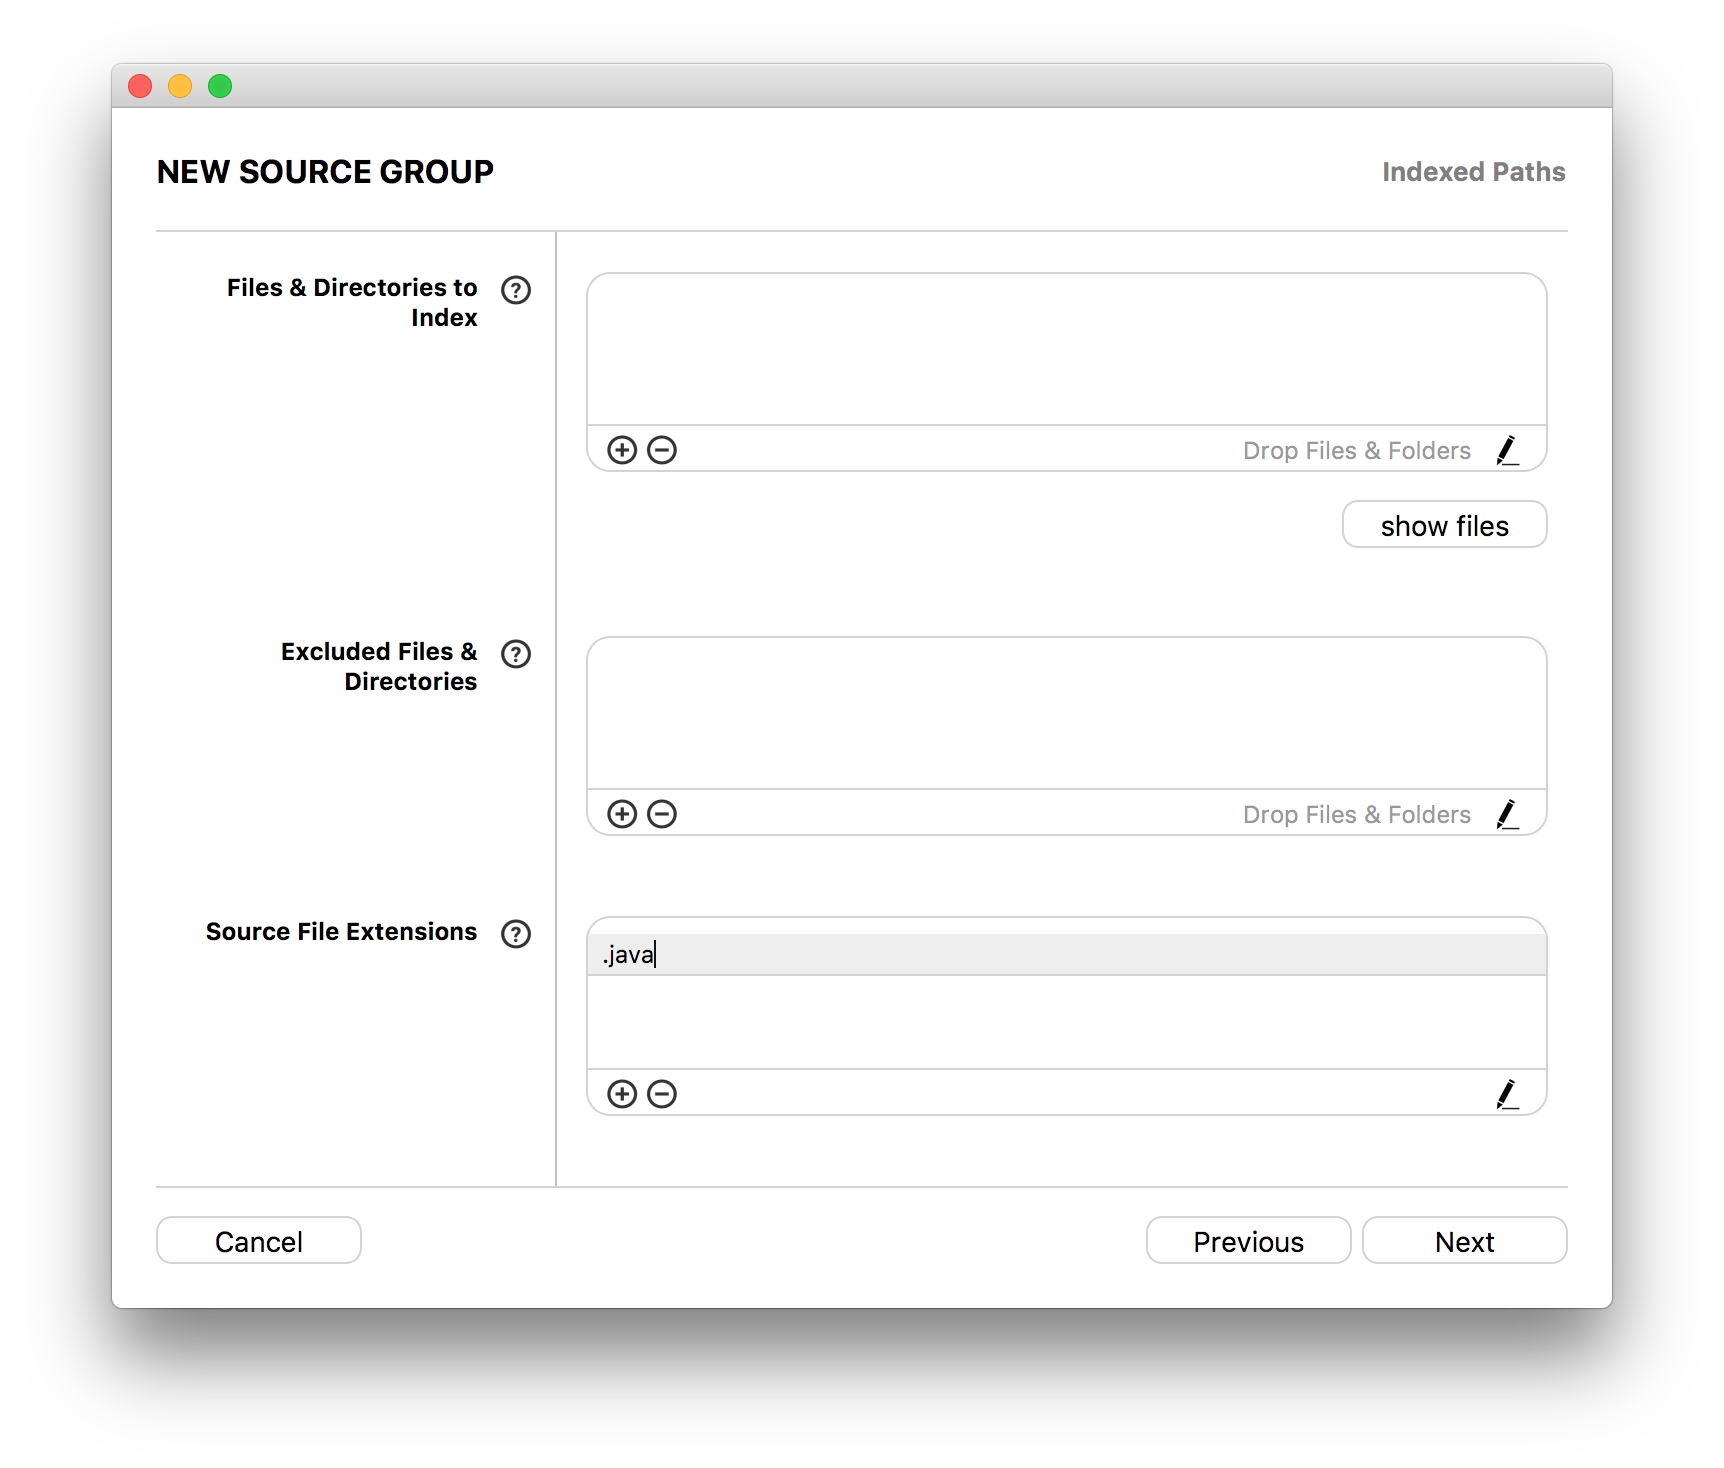 NEW SOURCE GROUP
Indexed Paths
Files & Directories to
Index
Drop Files & Folders
show files
Excluded Files &
Directories
Drop Files & Folders
Source File Extensions
.java
Cancel
Previous
Next